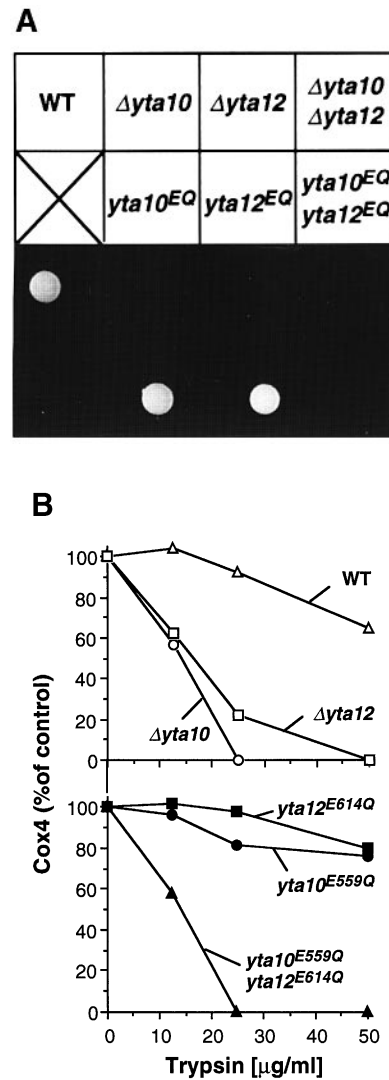 A
WT Δyta10 Δyta12 Δyta10 Δyta12
yta10EQ yta12EQ yta10EQ yta12EQ
B
100
80
60
40
20
0
WT
Δyta10
Δyta12
Cox4 (%of control)
100
80
60
40
20
0
yta12E614Q
yta10E559Q
yta10E559Q
yta12E614Q
0 10 20 30 40 50
Trypsin [μg/ml]